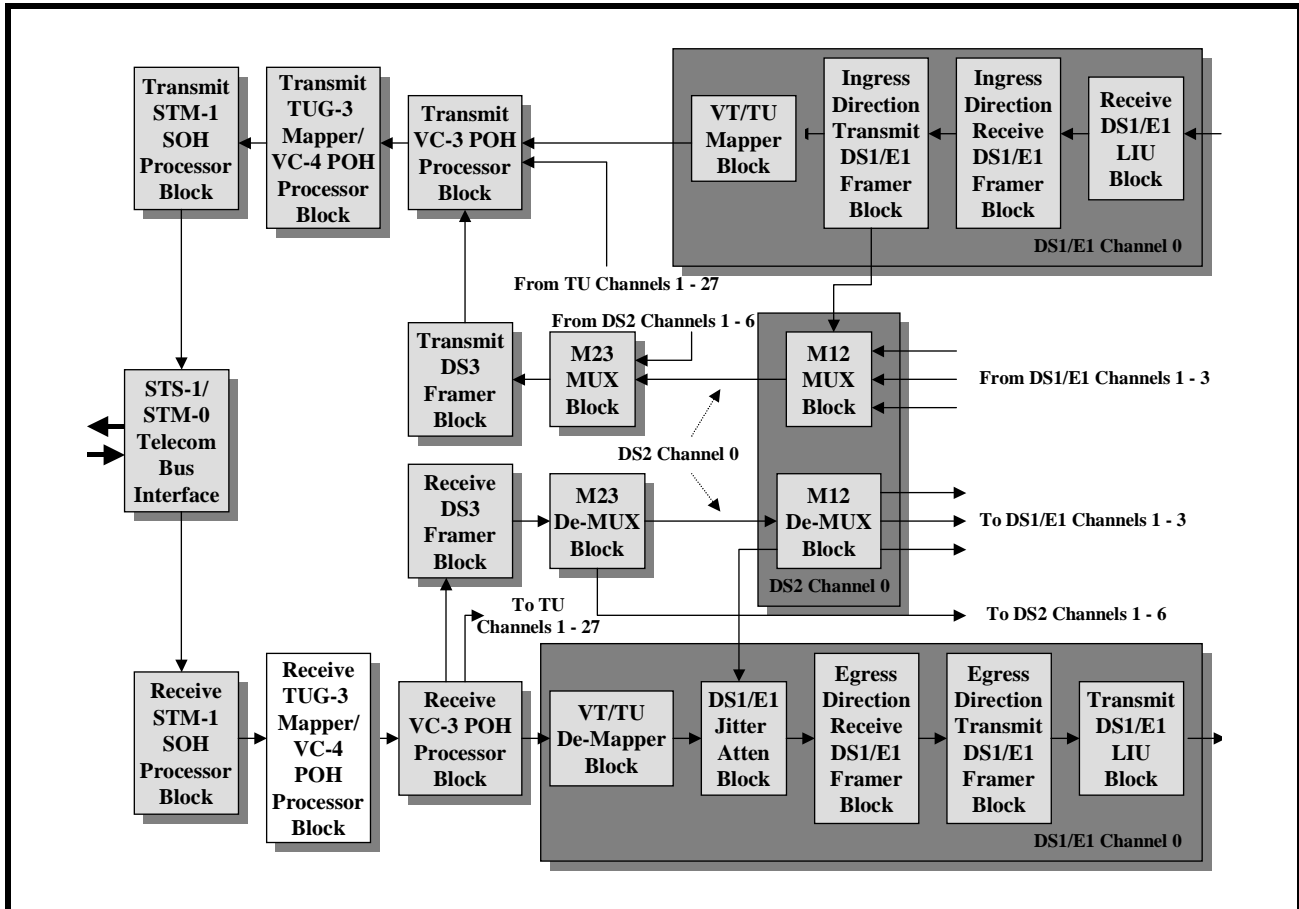 Transmit
STM-1
SOH
Processor
Block
Transmit
TUG-3
Mapper/
VC-4 POH
Processor
Block
Transmit
VC-3 POH
Processor
Block
VT/TU
Mapper
Block
Ingress
Direction
Transmit
DS1/E1
Framer
Block
Ingress
Direction
Receive
DS1/E1
Framer
Block
Receive
DS1/E1
LIU
Block
DS1/E1 Channel 0
From TU Channels 1 - 27
From DS2 Channels 1 - 6
Transmit
DS3
Framer
Block
M23
MUX
Block
M12
MUX
Block
From DS1/E1 Channels 1 - 3
STS-1/
STM-0
Telecom
Bus
Interface
DS2 Channel 0
Receive
DS3
Framer
Block
M23
De-MUX
Block
M12
De-MUX
Block
To DS1/E1 Channels 1 - 3
DS2 Channel 0
To TU
Channels 1 - 27
To DS2 Channels 1 - 6
Receive
STM-1
SOH
Processor
Block
Receive
TUG-3
Mapper/
VC-4
POH
Processor
Block
Receive
VC-3 POH
Processor
Block
VT/TU
De-Mapper
Block
DS1/E1
Jitter
Atten
Block
Egress
Direction
Receive
DS1/E1
Framer
Block
Egress
Direction
Transmit
DS1/E1
Framer
Block
Transmit
DS1/E1
LIU
Block
DS1/E1 Channel 0